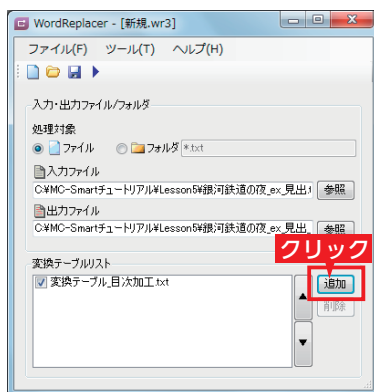 WordReplacer - [新規.wr3]
ファイル(F) ツール(T) ヘルプ(H)
入力・出力ファイル/フォルダ
処理対象
ファイル フォルダ *.txt
入力ファイル
C:¥MC-Smartチュートリアル¥Lesson5¥銀河鉄道の夜_ex_見出し 参照
出力ファイル
C:¥MC-Smartチュートリアル¥Lesson5¥銀河鉄道の夜_ex_見出_ 参照
クリック
変換テーブルリスト
変換テーブル_目次加工.txt 追加
削除